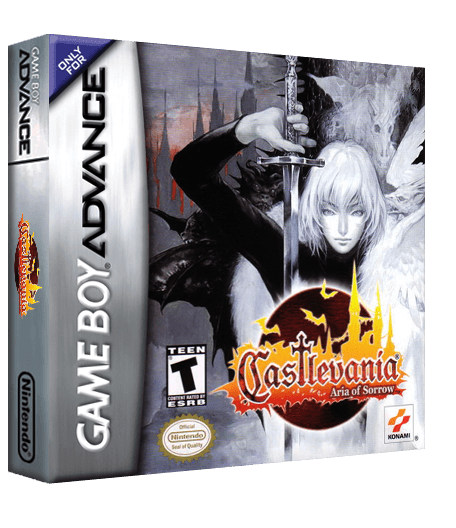 GAME BOY
ADVANCE
Castlevania
Nintendo®
ONLY
FOR
GAME BOY ADVANCE
TEEN
T
CONTENT RATED BY
ESRB
Official
Nintendo
Seal of Quality
Castlevania®
Aria of Sorrow
KONAMI®